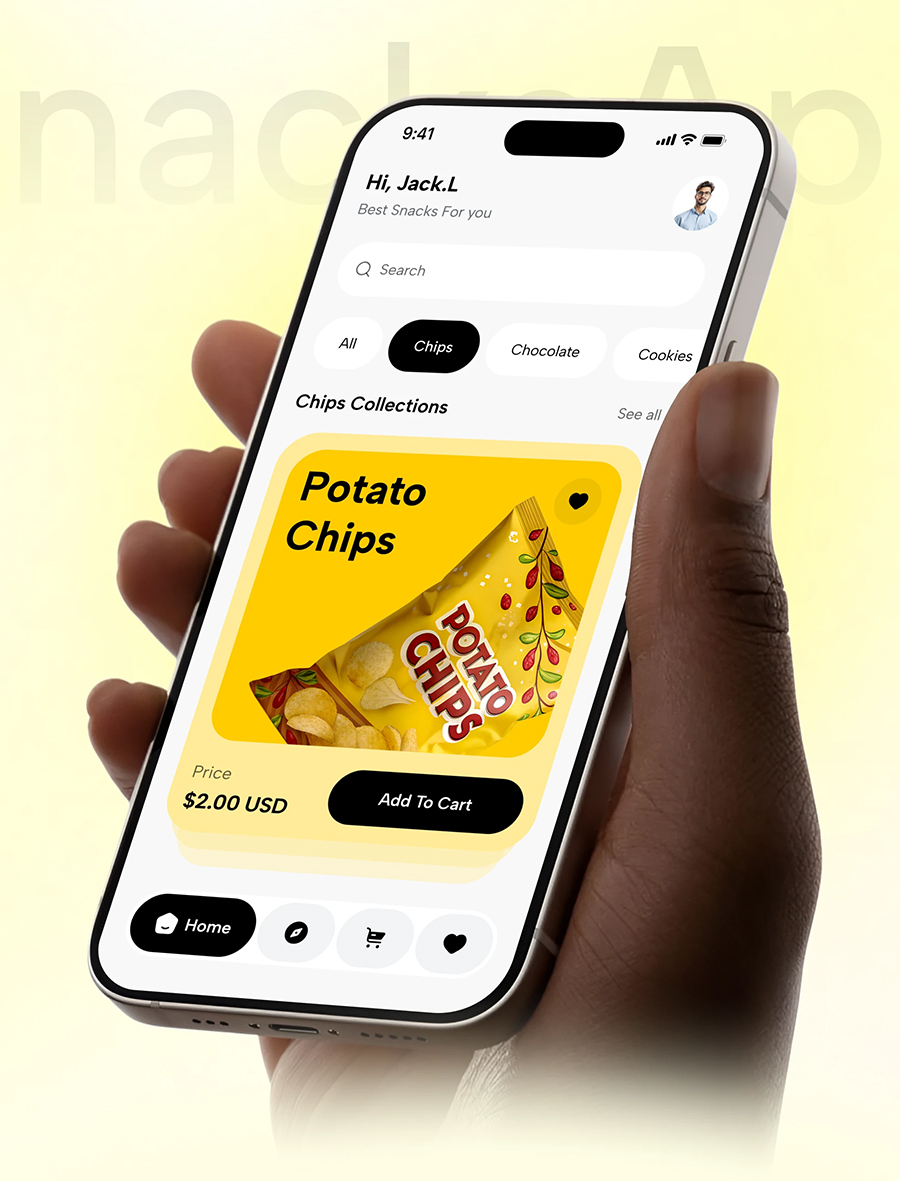 nacks Ap
9:41
Hi, Jack.L
Best Snacks For you
Search
All Chips Chocolate Cookies
Chips Collections See all
Potato
Chips
POTATO
CHIPS
Price
$2.00 USD Add To Cart
Home